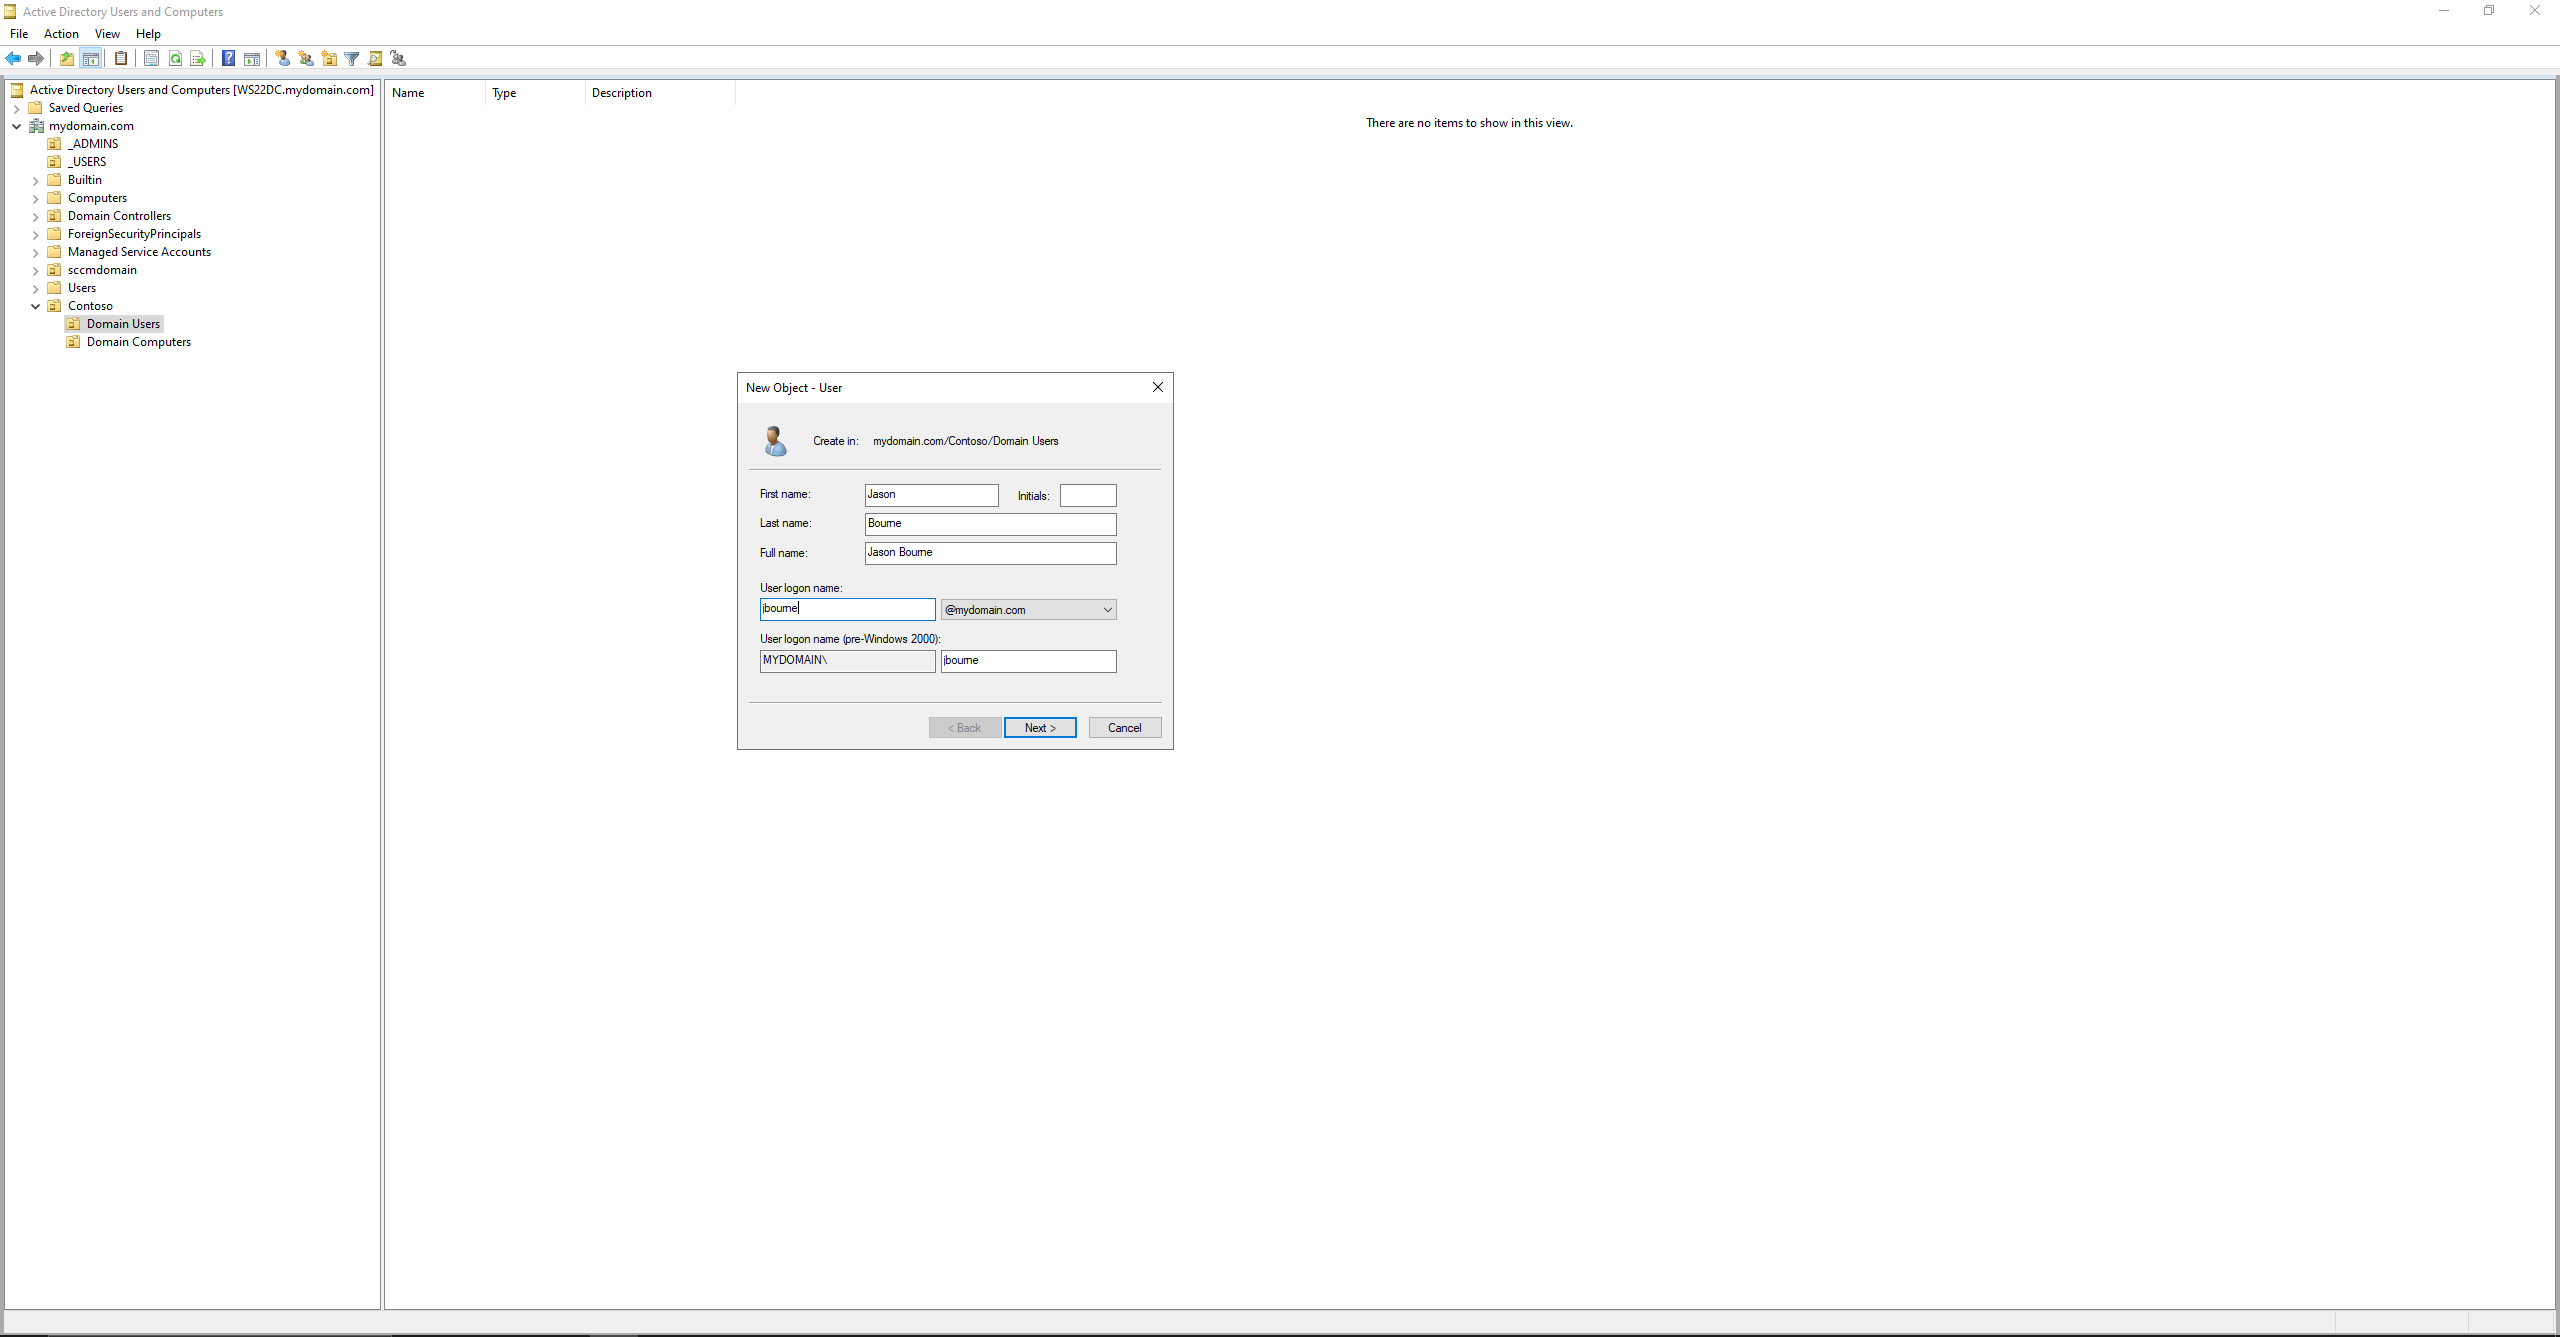 Active Directory Users and Computers
File Action View Help
Active Directory Users and Computers [WS22DC.mydomain.com]
Saved Queries
mydomain.com
_ADMINS
_USERS
Builtin
Computers
Domain Controllers
ForeignSecurityPrincipals
Managed Service Accounts
sccmdomain
Users
Contoso
Domain Users
Domain Computers
Name Type Description
There are no items to show in this view.
New Object - User
Create in: mydomain.com/Contoso/Domain Users
First name: Jason Initials:
Last name: Bourne
Full name: Jason Bourne
User logon name:
jbourne @mydomain.com
User logon name (pre-Windows 2000):
MYDOMAIN\ jbourne
< Back Next > Cancel